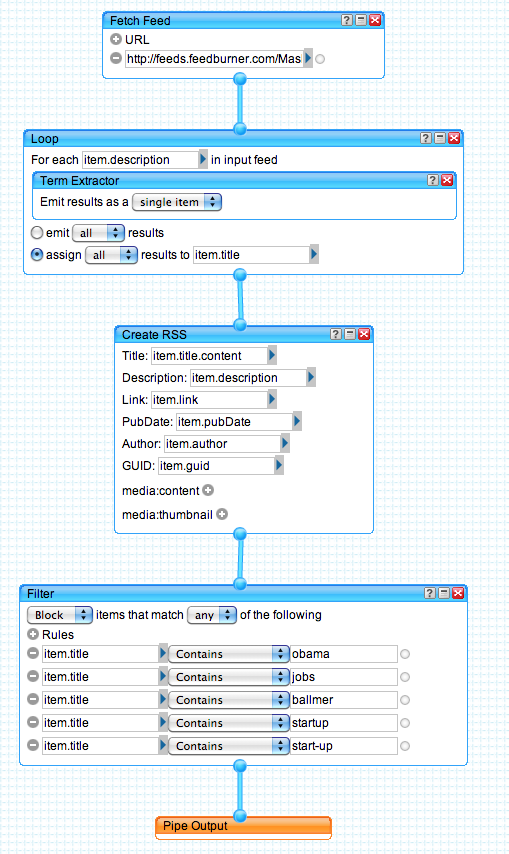 Fetch Feed
URL
http://feeds.feedburner.com/Mas
Loop
For each item.description in input feed
Term Extractor
Emit results as a single item
emit all results
assign all results to item.title
Create RSS
Title: item.title.content
Description: item.description
Link: item.link
PubDate: item.pubDate
Author: item.author
GUID: item.guid
media:content
media:thumbnail
Filter
Block items that match any of the following
Rules
item.title Contains obama
item.title Contains jobs
item.title Contains ballmer
item.title Contains startup
item.title Contains start-up
Pipe Output